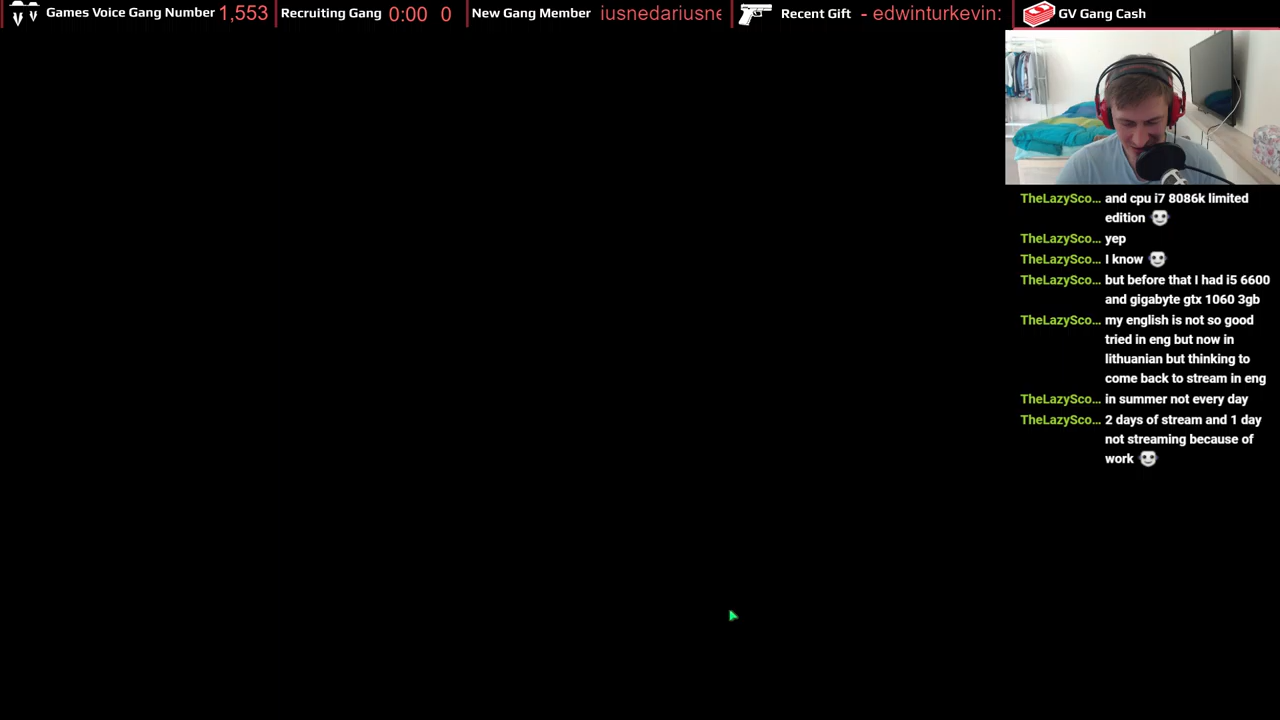 Games Voice Gang Number 1,553 Recruiting Gang 0:00 0 New Gang Member iusnedariusne Recent Gift - edwinturkevin: GV Gang Cash
TheLazySco... and cpu i7 8086k limited
edition
TheLazySco... yep
TheLazySco... I know
TheLazySco... but before that I had i5 6600
and gigabyte gtx 1060 3gb
TheLazySco... my english is not so good
tried in eng but now in
lithuanian but thinking to
come back to stream in eng
TheLazySco... in summer not every day
TheLazySco... 2 days of stream and 1 day
not streaming because of
work